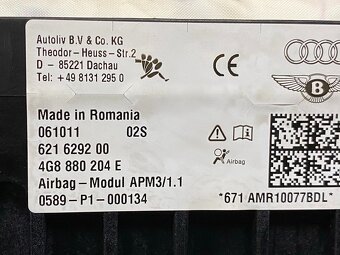 Autoliv B.V & Co. KG
Theodor - Heuss - Str.2
D - 85221 Dachau
Tel: +49 8131 295 0
CE
B
Made in Romania
061011 02S
621 6292 00
4G8 880 204 E
Airbag
Airbag - Modul APM3/1.1
0589 - P1 - 000134
*671 AMR10077BDL*